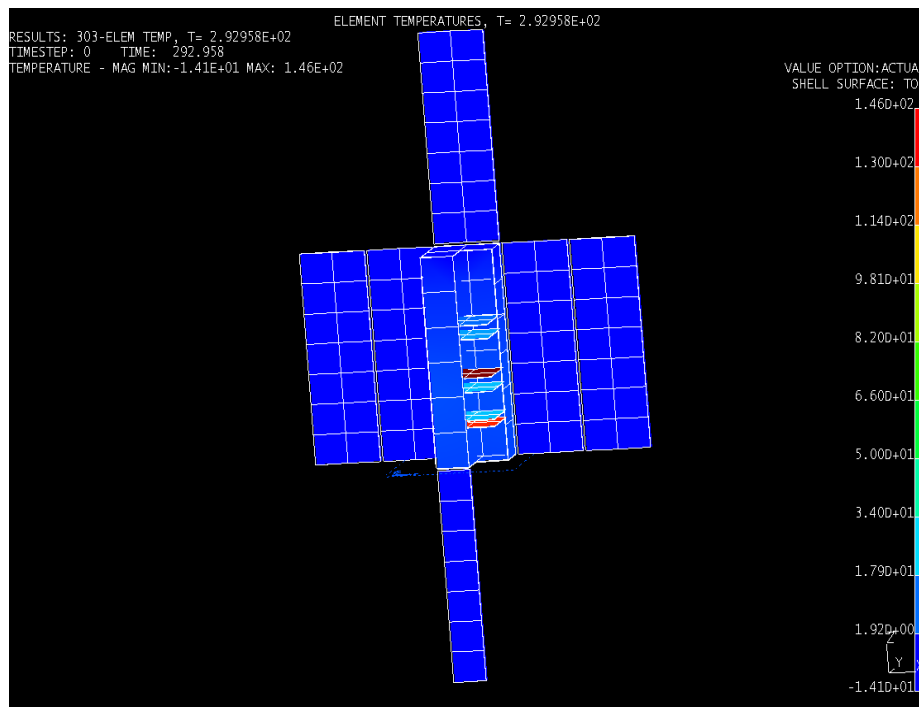 ELEMENT TEMPERATURES, T= 2.92958E+02
RESULTS: 303-ELEM TEMP, T= 2.92958E+02
TIMESTEP: 0 TIME: 292.958
TEMPERATURE - MAG MIN:-1.41E+01 MAX: 1.46E+02
VALUE OPTION:ACTUA
SHELL SURFACE: TO
1.46D+02
1.30D+02
1.14D+02
9.81D+01
8.20D+01
6.60D+01
5.00D+01
3.40D+01
1.79D+01
1.92D+00
-1.41D+01
Z
Y
X